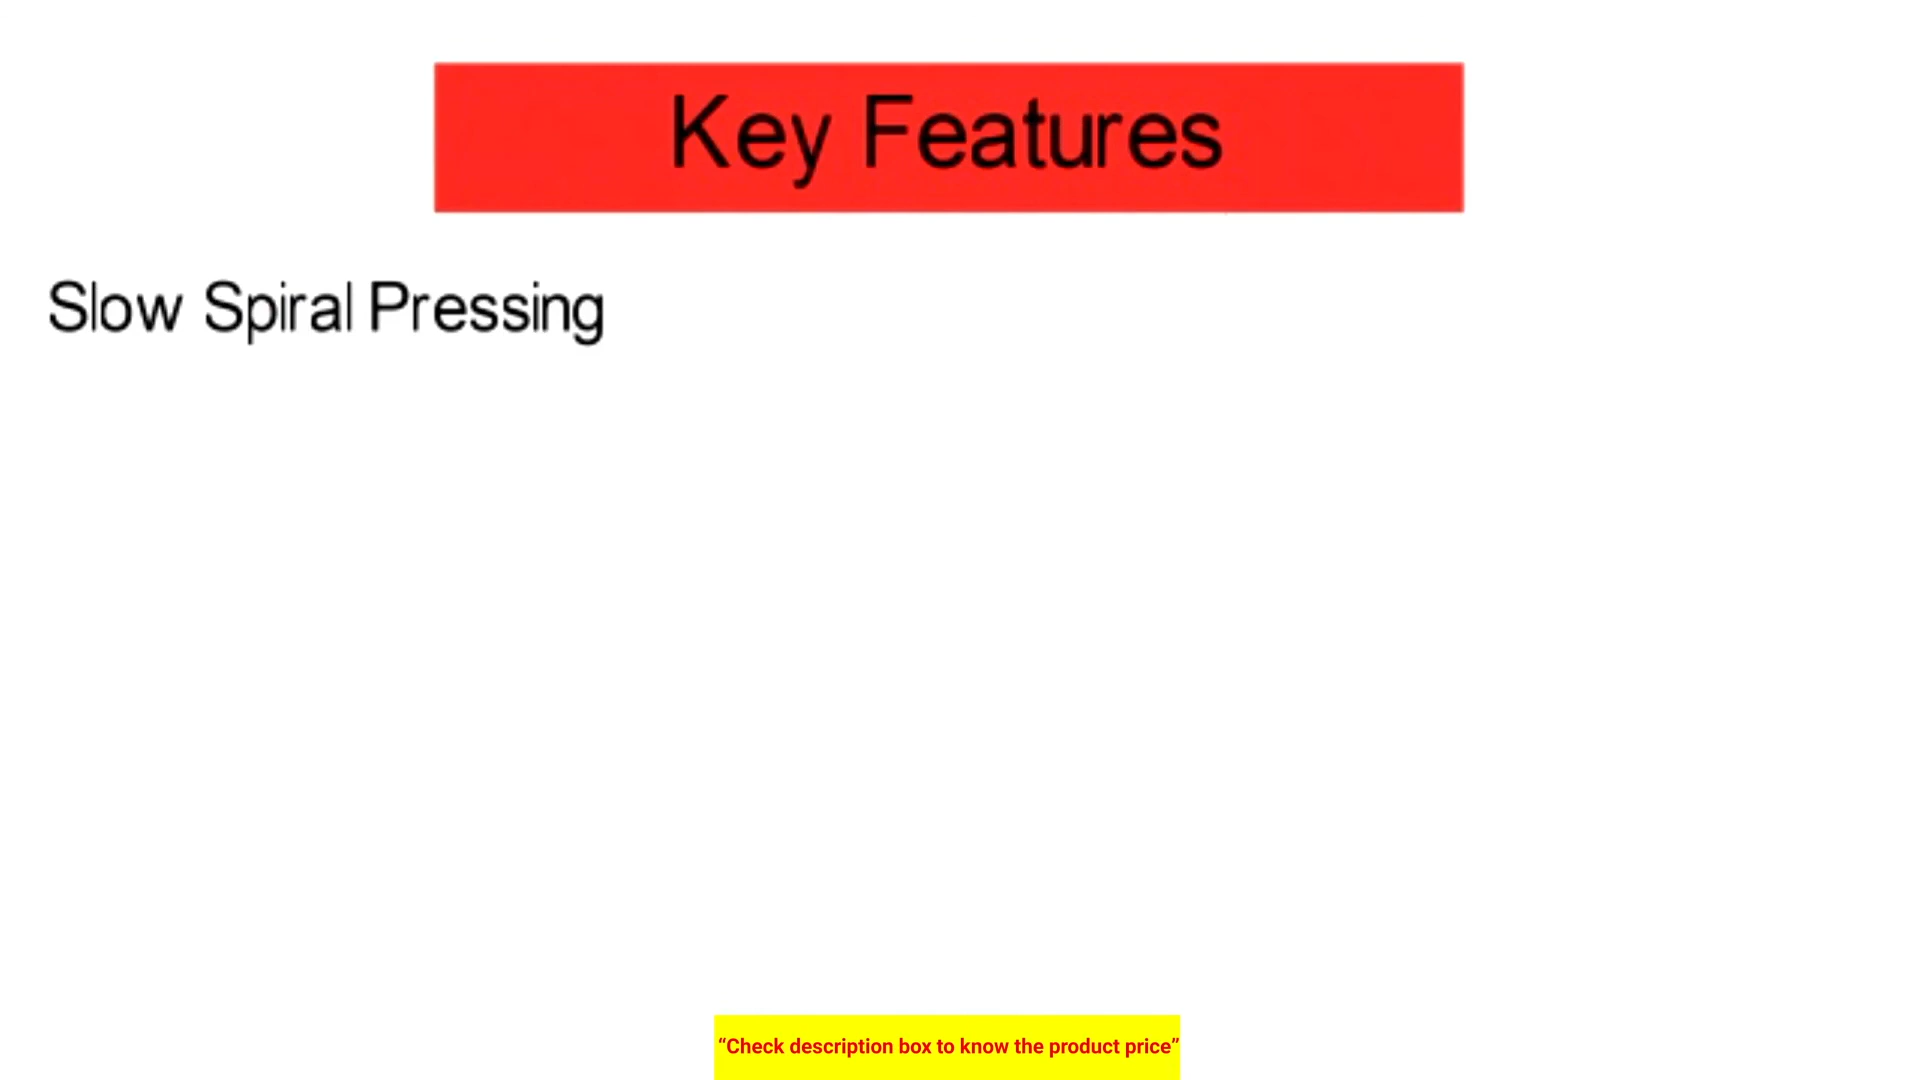 Key Features
Slow Spiral Pressing
“Check description box to know the product price”